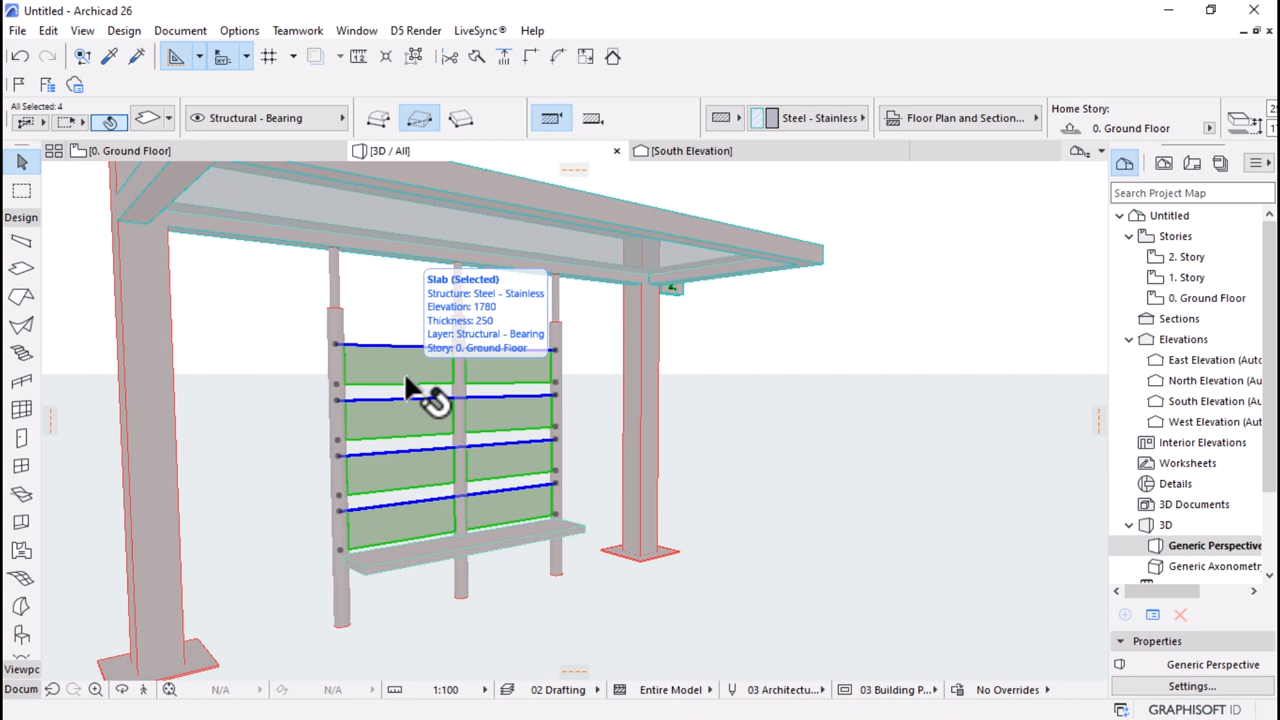 Untitled - Archicad 26
File Edit View Design Document Options Teamwork Window D5 Render LiveSync® Help
All Selected: 4
Structural - Bearing
Steel - Stainless
Floor Plan and Section...
Home Story:
0. Ground Floor
[0. Ground Floor]
[3D / All]
[South Elevation]
Design
Viewpc
Docum
Slab (Selected)
Structure: Steel - Stainless
Elevation: 1780
Thickness: 250
Layer: Structural - Bearing
Story: 0. Ground Floor
Search Project Map
Untitled
Stories
2. Story
1. Story
0. Ground Floor
Sections
Elevations
East Elevation (Auto
North Elevation (Au
South Elevation (Au
West Elevation (Aut
Interior Elevations
Worksheets
Details
3D Documents
3D
Generic Perspective
Generic Axonometr
Properties
Generic Perspective
Settings...
N/A
N/A
1:100
02 Drafting
Entire Model
03 Architectu...
03 Building P...
No Overrides
GRAPHISOFT ID